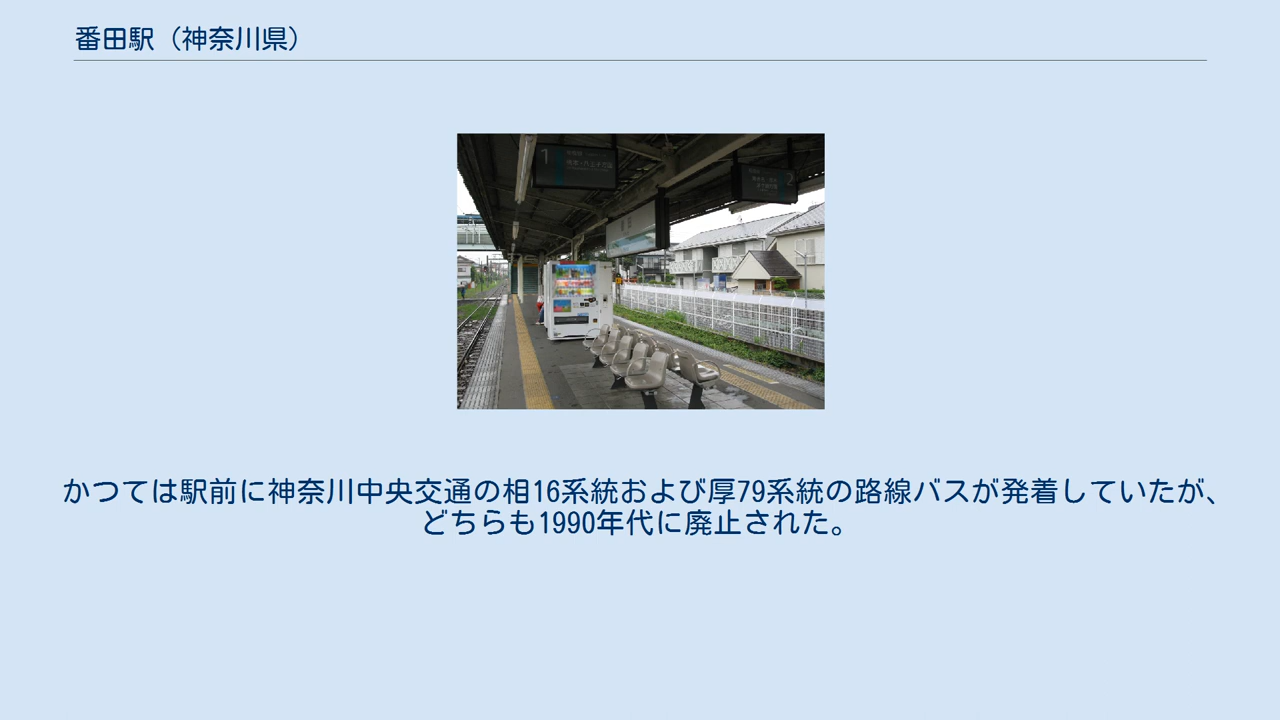 番田駅（神奈川県）
1
2
かつては駅前に神奈川中央交通の相16系統および厚79系統の路線バスが発着していたが、
どちらも1990年代に廃止された。